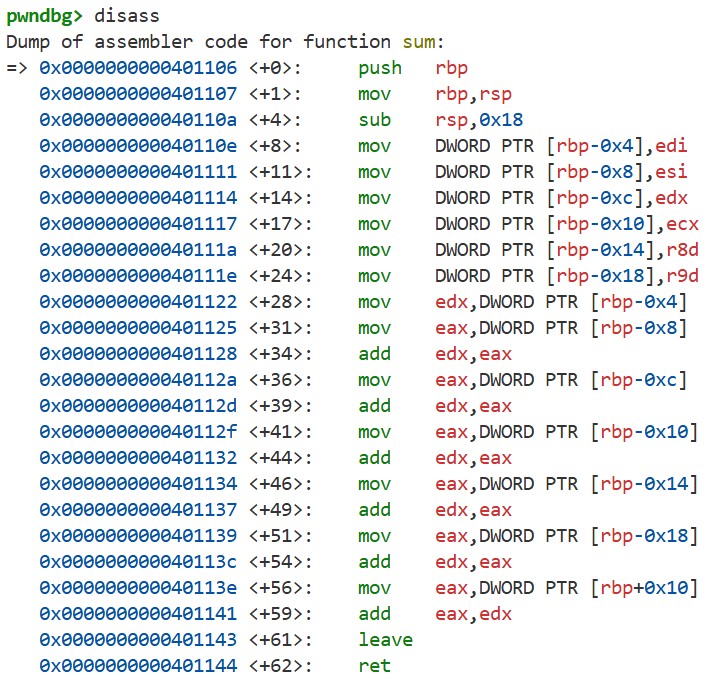 pwndbg> disass
Dump of assembler code for function sum:
=> 0x0000000000401106 <+0>: push rbp
0x0000000000401107 <+1>: mov rbp,rsp
0x000000000040110a <+4>: sub rsp,0x18
0x000000000040110e <+8>: mov DWORD PTR [rbp-0x4],edi
0x0000000000401111 <+11>: mov DWORD PTR [rbp-0x8],esi
0x0000000000401114 <+14>: mov DWORD PTR [rbp-0xc],edx
0x0000000000401117 <+17>: mov DWORD PTR [rbp-0x10],ecx
0x000000000040111a <+20>: mov DWORD PTR [rbp-0x14],r8d
0x000000000040111e <+24>: mov DWORD PTR [rbp-0x18],r9d
0x0000000000401122 <+28>: mov edx,DWORD PTR [rbp-0x4]
0x0000000000401125 <+31>: mov eax,DWORD PTR [rbp-0x8]
0x0000000000401128 <+34>: add edx,eax
0x000000000040112a <+36>: mov eax,DWORD PTR [rbp-0xc]
0x000000000040112d <+39>: add edx,eax
0x000000000040112f <+41>: mov eax,DWORD PTR [rbp-0x10]
0x0000000000401132 <+44>: add edx,eax
0x0000000000401134 <+46>: mov eax,DWORD PTR [rbp-0x14]
0x0000000000401137 <+49>: add edx,eax
0x0000000000401139 <+51>: mov eax,DWORD PTR [rbp-0x18]
0x000000000040113c <+54>: add edx,eax
0x000000000040113e <+56>: mov eax,DWORD PTR [rbp+0x10]
0x0000000000401141 <+59>: add eax,edx
0x0000000000401143 <+61>: leave
0x0000000000401144 <+62>: ret